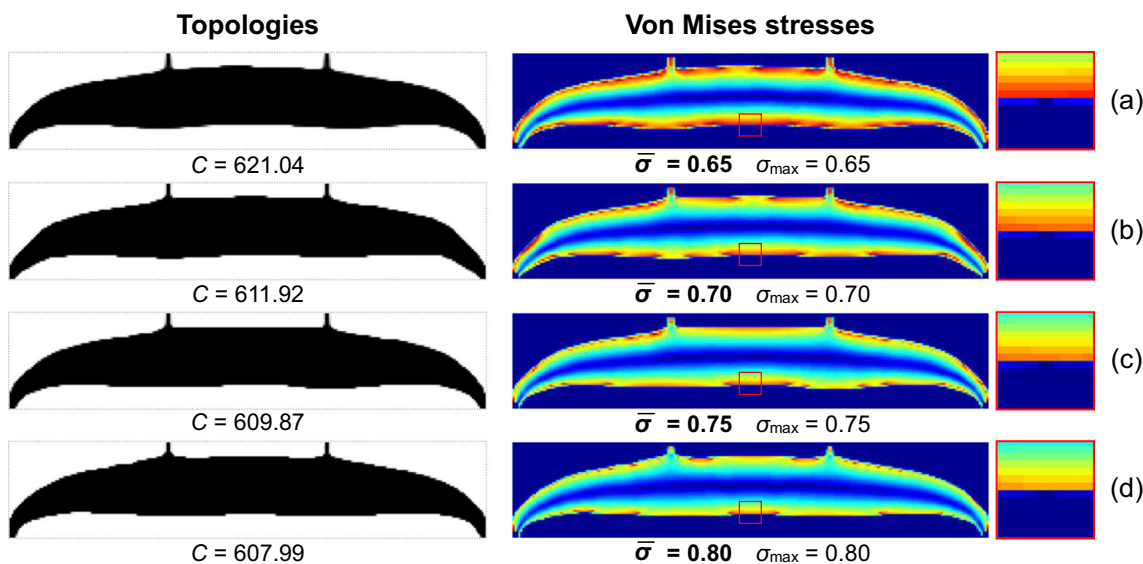 Topologies Von Mises stresses
(a)
C = 621.04 σ̅ = 0.65 σmax = 0.65
(b)
C = 611.92 σ̅ = 0.70 σmax = 0.70
(c)
C = 609.87 σ̅ = 0.75 σmax = 0.75
(d)
C = 607.99 σ̅ = 0.80 σmax = 0.80